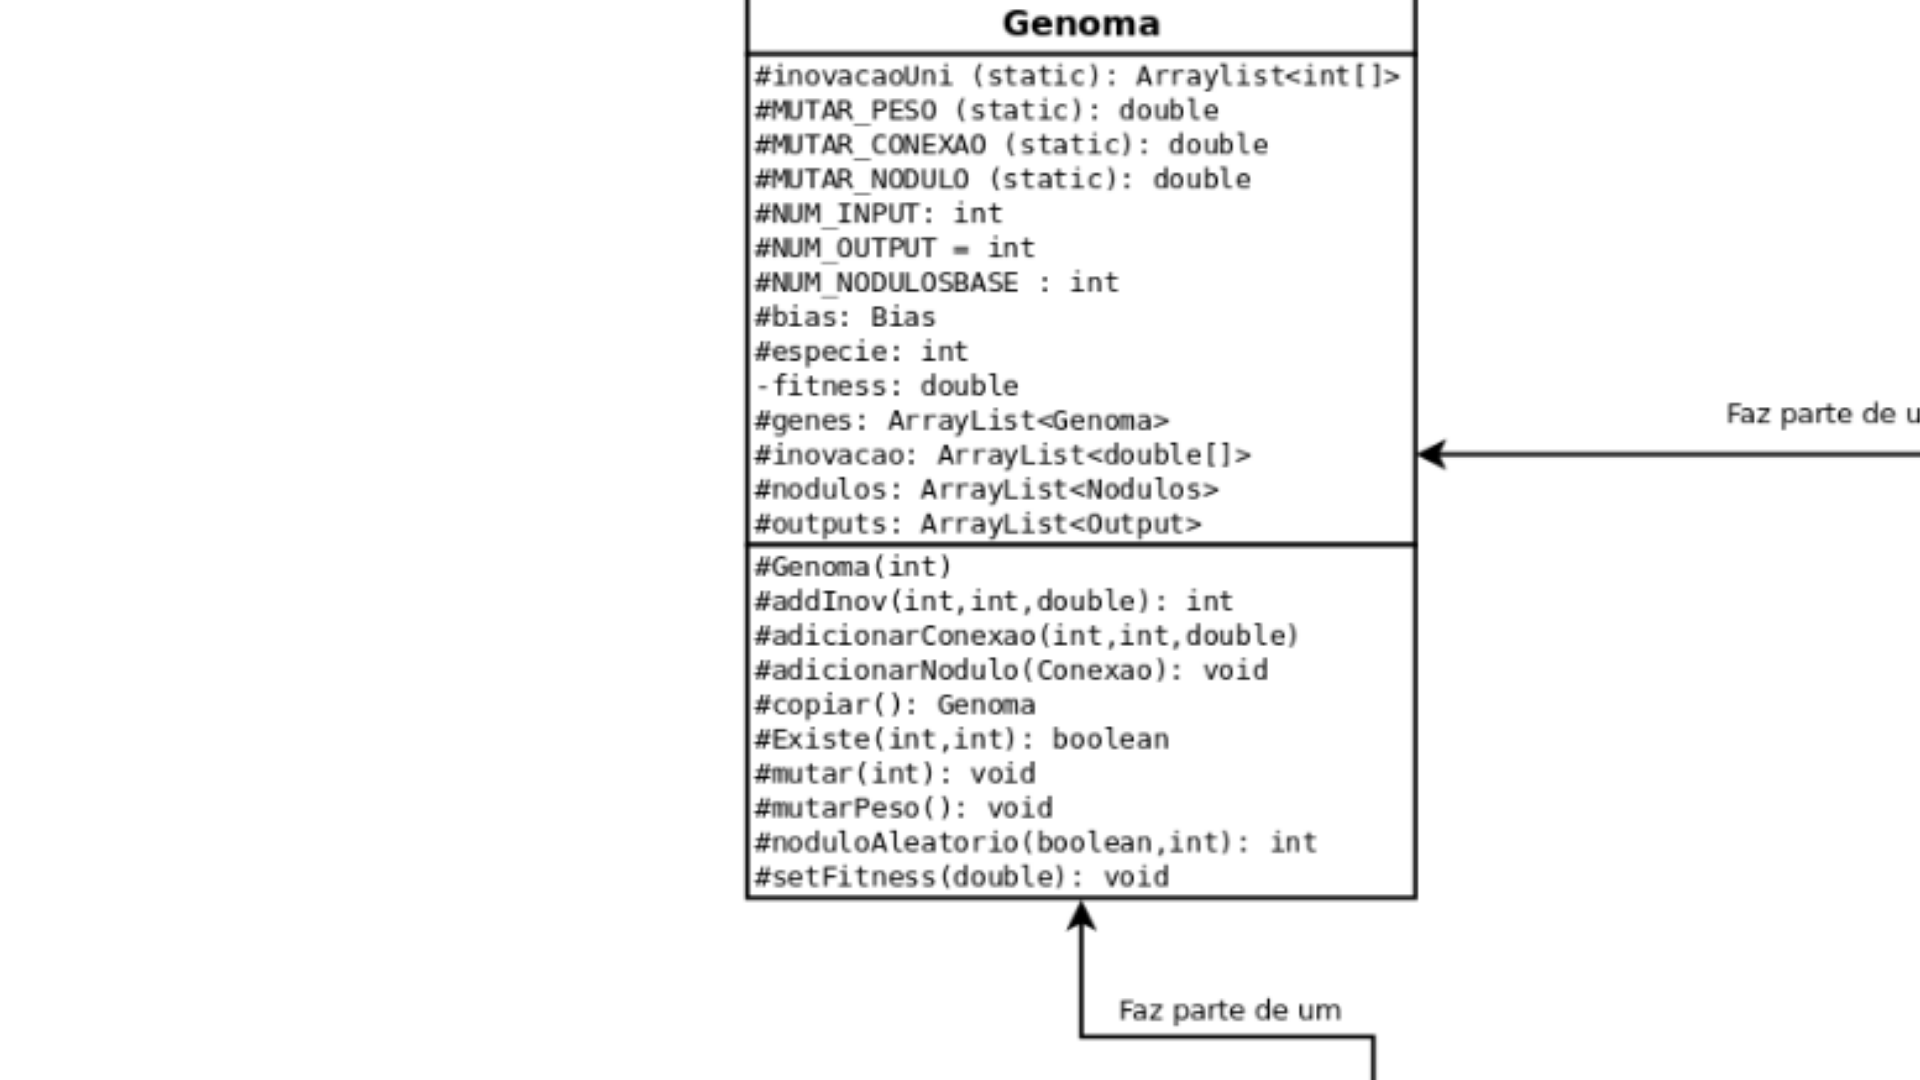 Genoma
#inovacaoUni (static): Arraylist<int[]>
#MUTAR_PESO (static): double
#MUTAR_CONEXAO (static): double
#MUTAR_NODULO (static): double
#NUM_INPUT: int
#NUM_OUTPUT = int
#NUM_NODULOSBASE : int
#bias: Bias
#especie: int
-fitness: double
#genes: ArrayList<Genoma>
#inovacao: ArrayList<double[]>
#nodulos: ArrayList<Nodulos>
#outputs: ArrayList<Output>
#Genoma(int)
#addInov(int,int,double): int
#adicionarConexao(int,int,double)
#adicionarNodulo(Conexao): void
#copiar(): Genoma
#Existe(int,int): boolean
#mutar(int): void
#mutarPeso(): void
#noduloAleatorio(boolean,int): int
#setFitness(double): void
Faz parte de
Faz parte de um